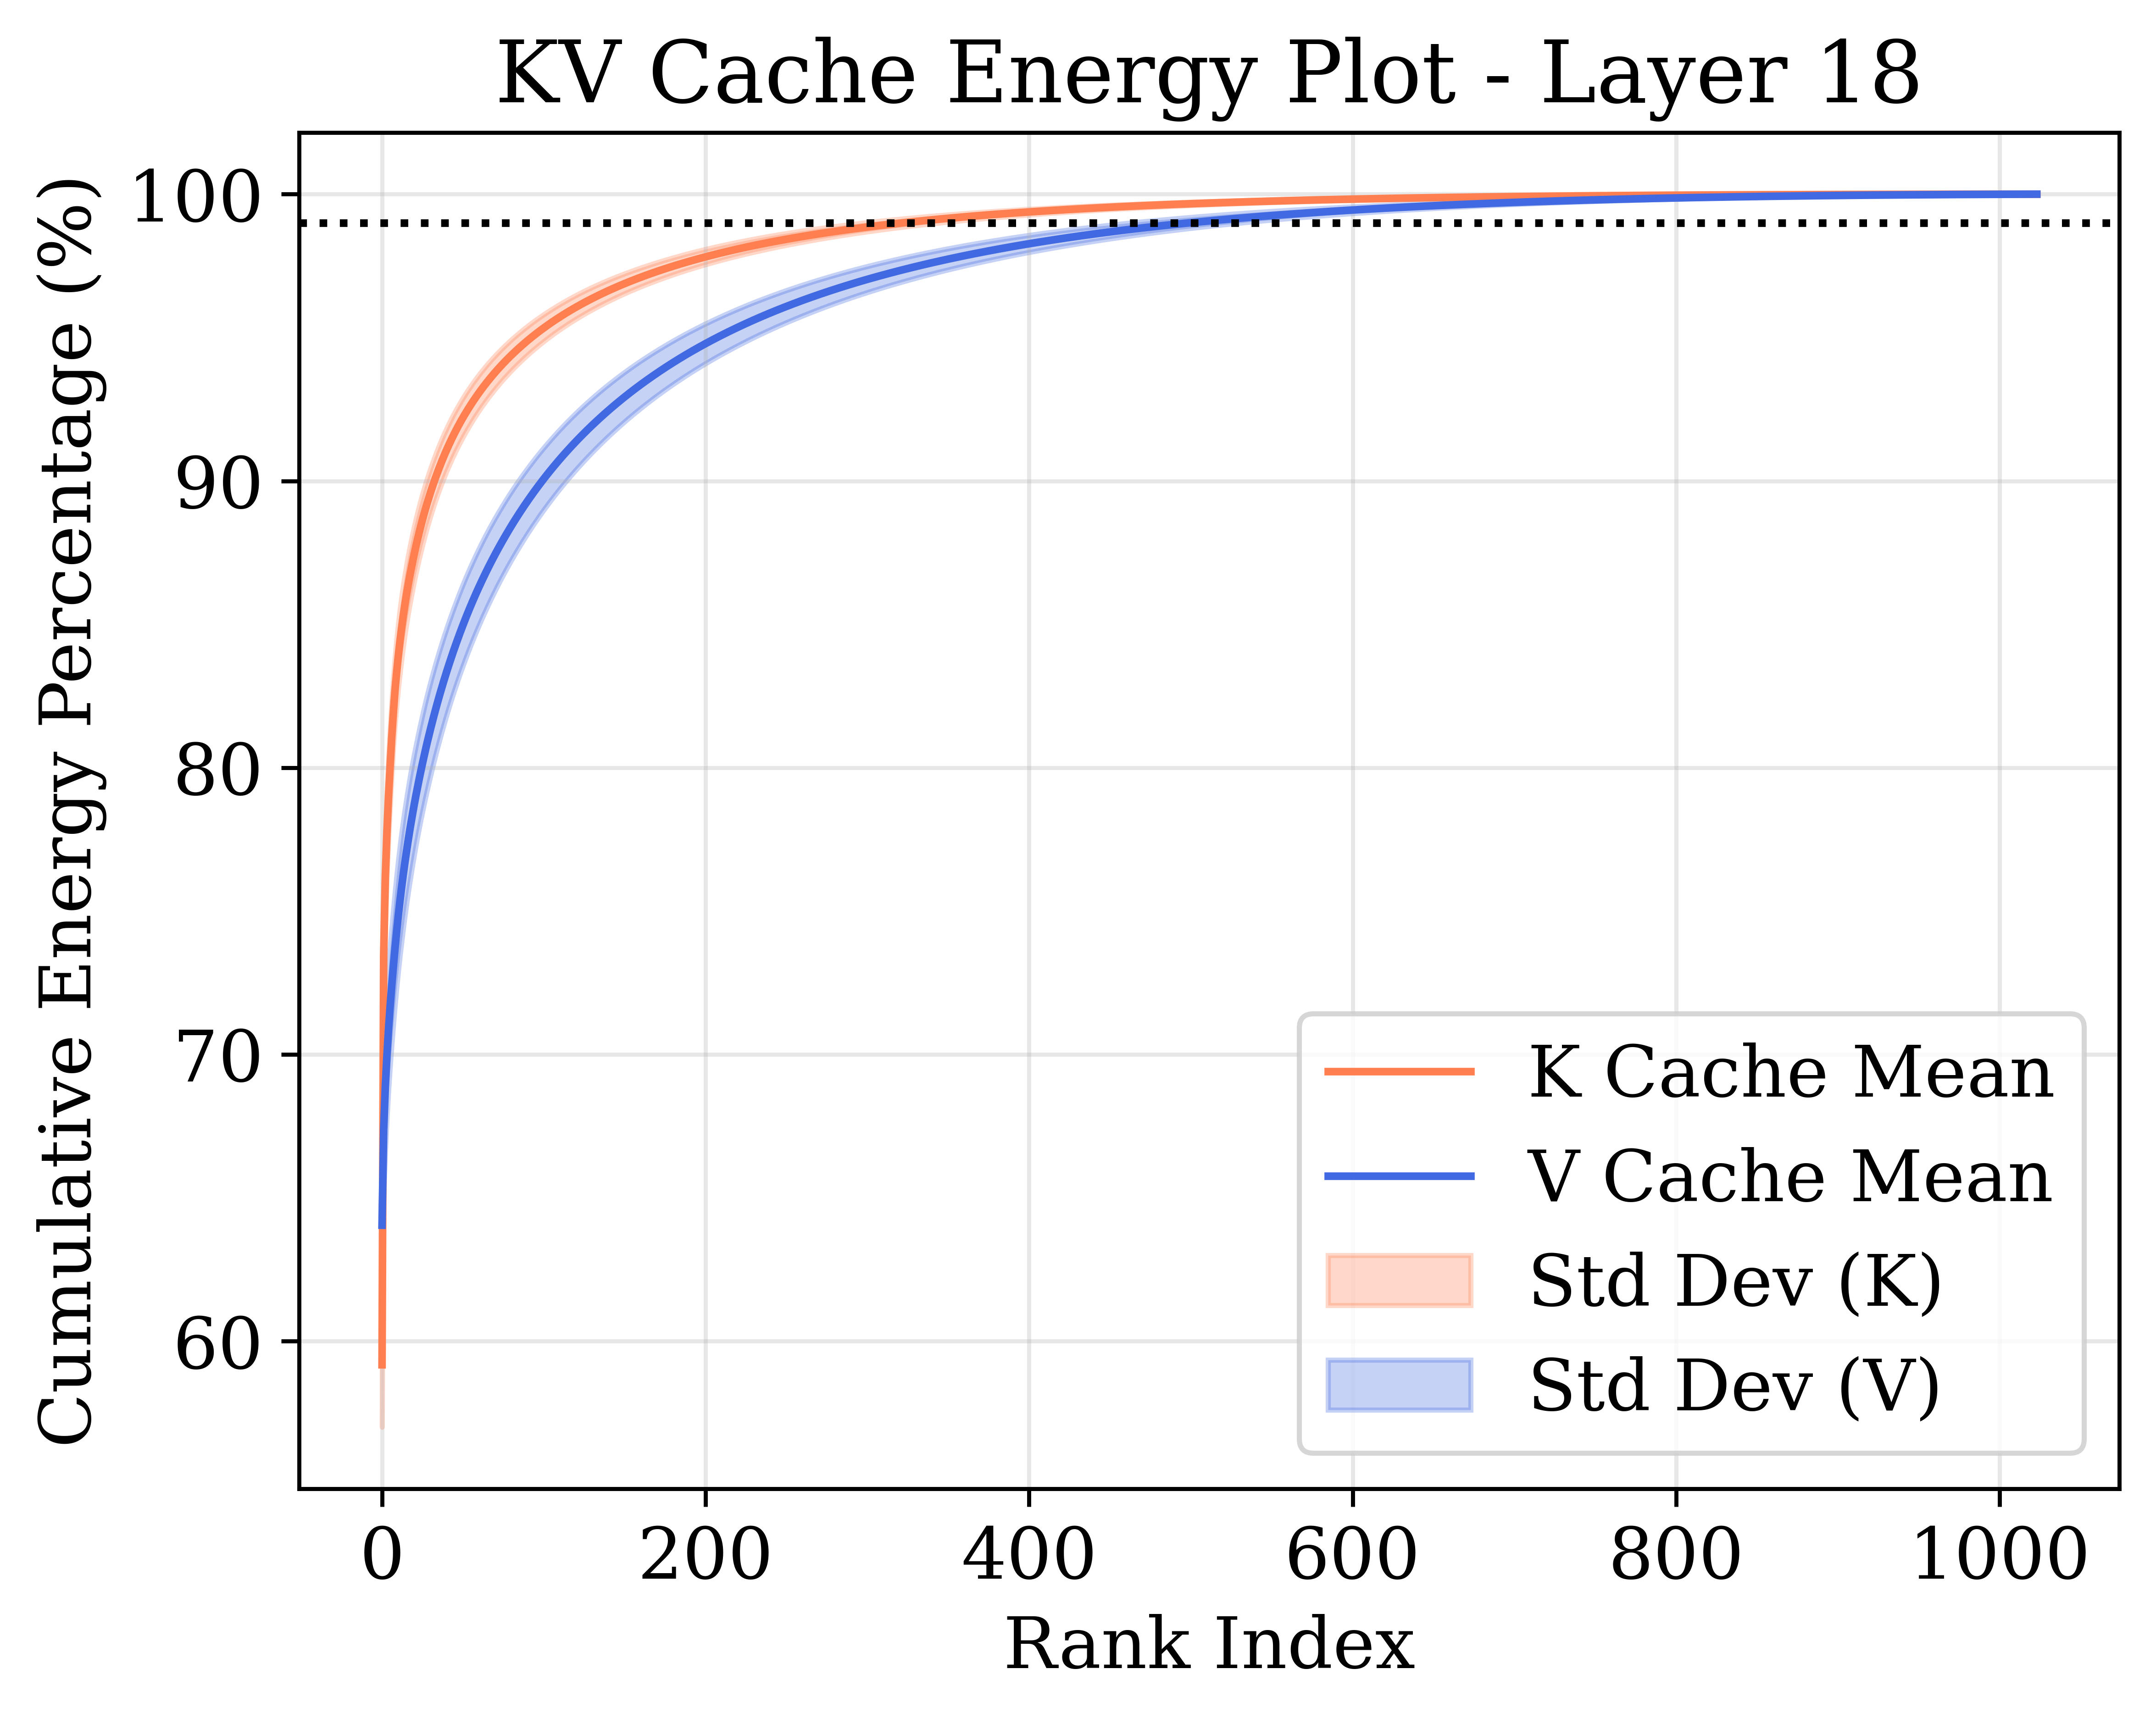 KV Cache Energy Plot - Layer 18
Cumulative Energy Percentage (%)
100
90
80
70
60
K Cache Mean
V Cache Mean
Std Dev (K)
Std Dev (V)
0 200 400 600 800 1000
Rank Index